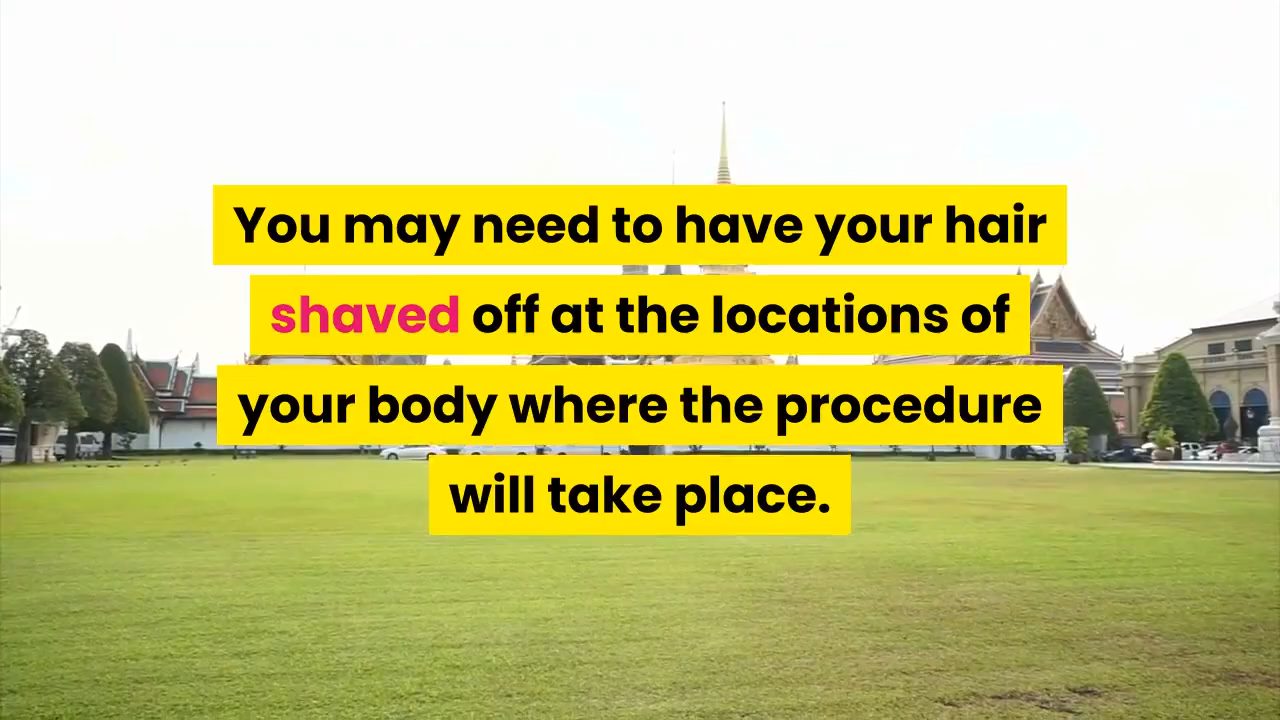 You may need to have your hair
shaved off at the locations of
your body where the procedure
will take place.